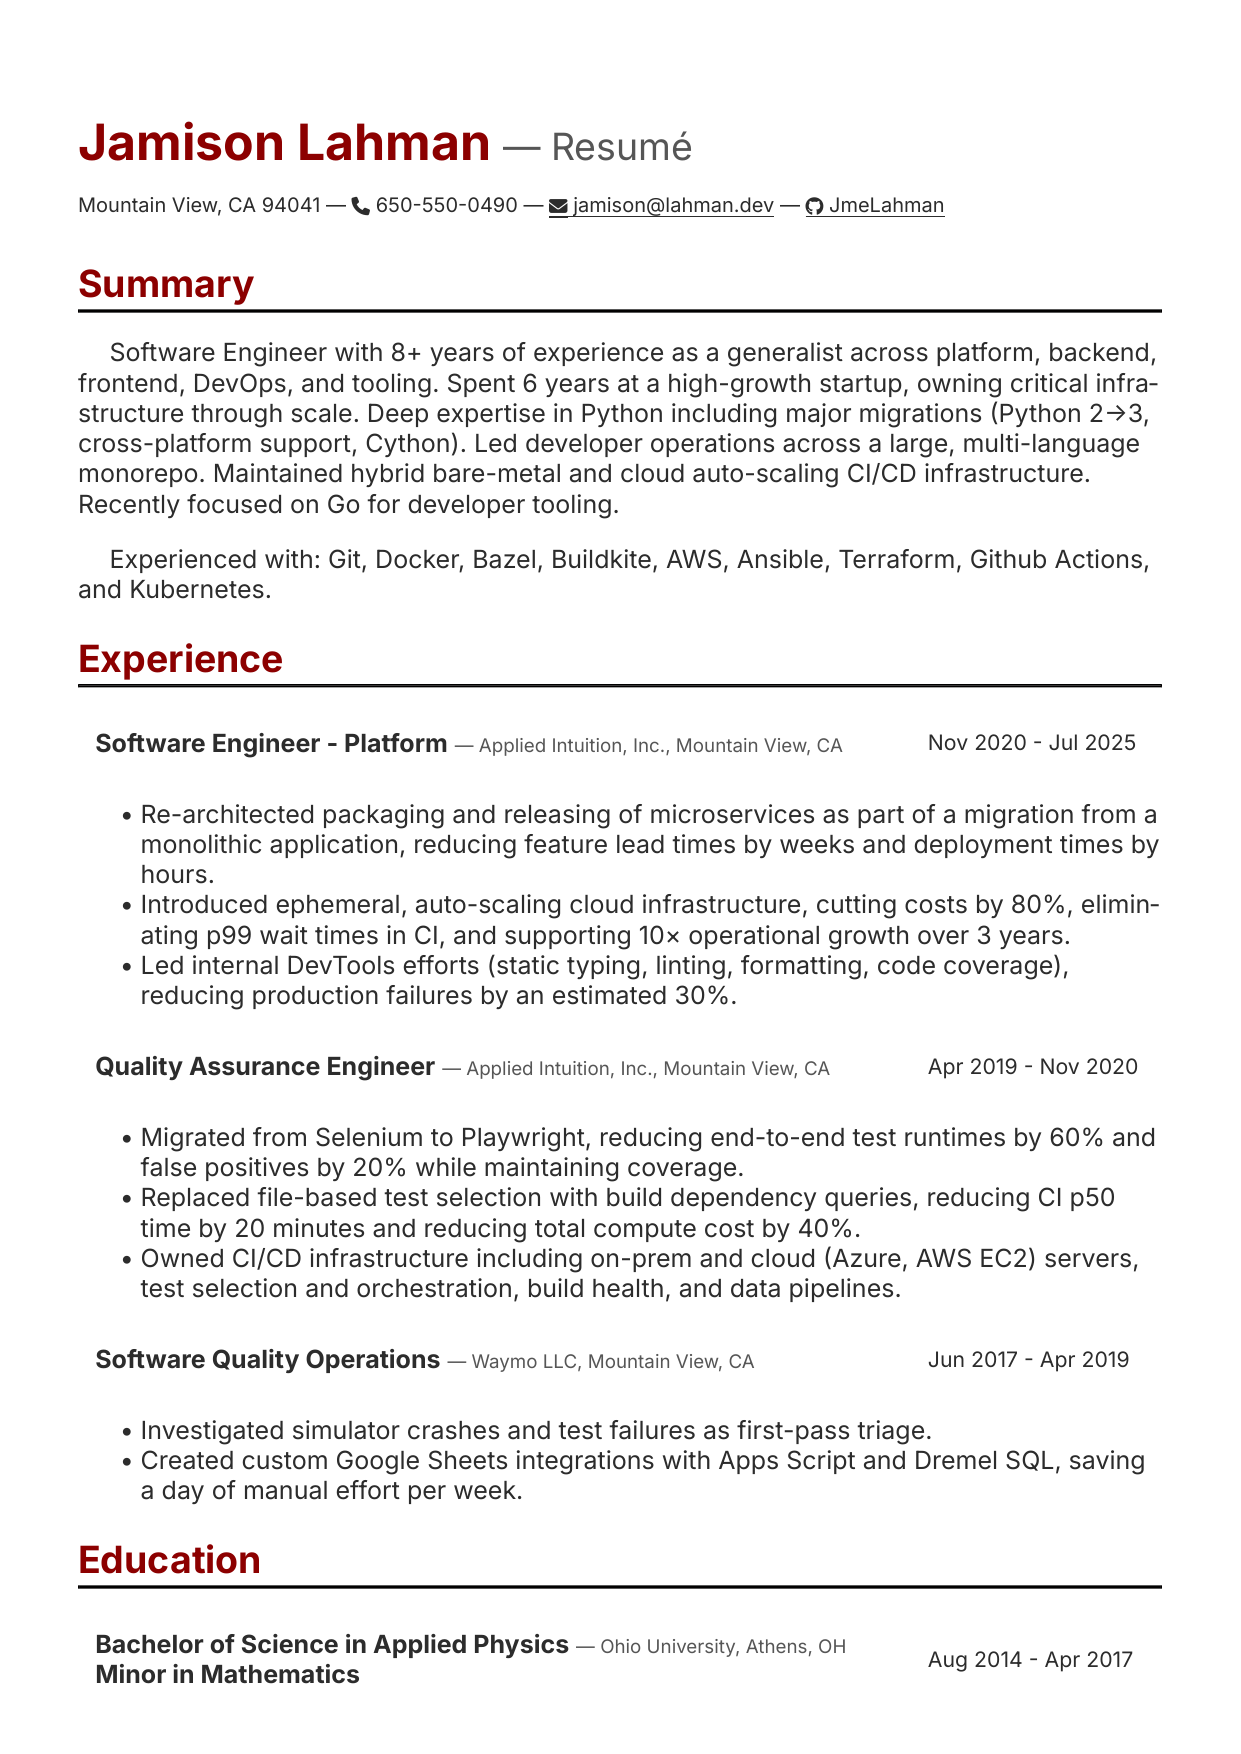 Jamison Lahman — Resumé
Mountain View, CA 94041 — 650-550-0490 — jamison@lahman.dev — JmeLahman
Summary
Software Engineer with 8+ years of experience as a generalist across platform, backend,
frontend, DevOps, and tooling. Spent 6 years at a high-growth startup, owning critical infra-
structure through scale. Deep expertise in Python including major migrations (Python 2→3,
cross-platform support, Cython). Led developer operations across a large, multi-language
monorepo. Maintained hybrid bare-metal and cloud auto-scaling CI/CD infrastructure.
Recently focused on Go for developer tooling.
Experienced with: Git, Docker, Bazel, Buildkite, AWS, Ansible, Terraform, Github Actions,
and Kubernetes.
Experience
Software Engineer - Platform — Applied Intuition, Inc., Mountain View, CA Nov 2020 - Jul 2025
• Re-architected packaging and releasing of microservices as part of a migration from a
monolithic application, reducing feature lead times by weeks and deployment times by
hours.
• Introduced ephemeral, auto-scaling cloud infrastructure, cutting costs by 80%, elimin-
ating p99 wait times in CI, and supporting 10× operational growth over 3 years.
• Led internal DevTools efforts (static typing, linting, formatting, code coverage),
reducing production failures by an estimated 30%.
Quality Assurance Engineer — Applied Intuition, Inc., Mountain View, CA Apr 2019 - Nov 2020
• Migrated from Selenium to Playwright, reducing end-to-end test runtimes by 60% and
false positives by 20% while maintaining coverage.
• Replaced file-based test selection with build dependency queries, reducing CI p50
time by 20 minutes and reducing total compute cost by 40%.
• Owned CI/CD infrastructure including on-prem and cloud (Azure, AWS EC2) servers,
test selection and orchestration, build health, and data pipelines.
Software Quality Operations — Waymo LLC, Mountain View, CA Jun 2017 - Apr 2019
• Investigated simulator crashes and test failures as first-pass triage.
• Created custom Google Sheets integrations with Apps Script and Dremel SQL, saving
a day of manual effort per week.
Education
Bachelor of Science in Applied Physics — Ohio University, Athens, OH
Minor in Mathematics
Aug 2014 - Apr 2017